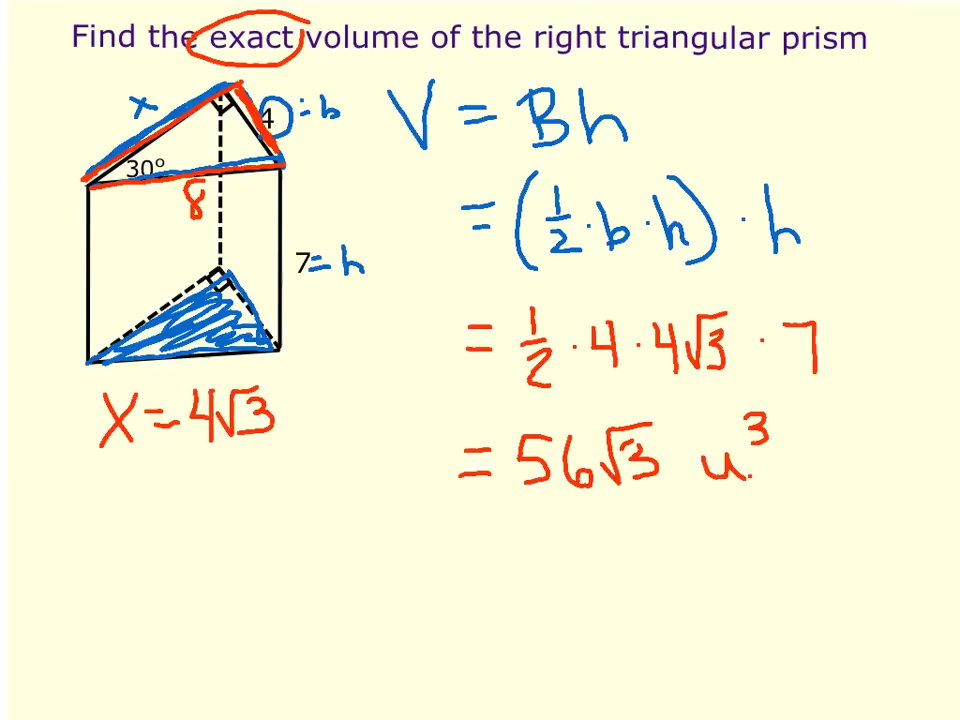 Find the exact volume of the right triangular prism
x
4 = b
30°
8
7 = h
x = 4√3
V = Bh
= (1/2 · b · h) · h
= 1/2 · 4 · 4√3 · 7
= 56√3 u³